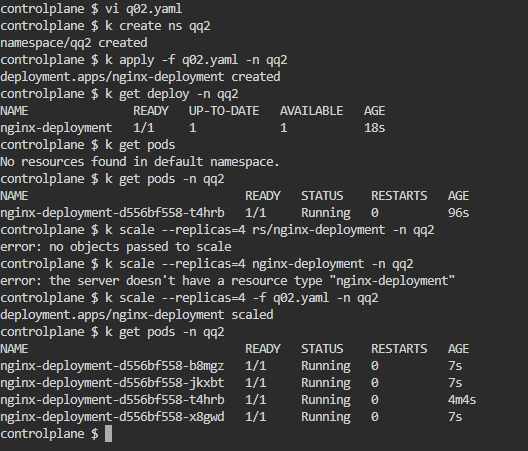 controlplane $ vi q02.yaml
controlplane $ k create ns qq2
namespace/qq2 created
controlplane $ k apply -f q02.yaml -n qq2
deployment.apps/nginx-deployment created
controlplane $ k get deploy -n qq2
NAME               READY   UP-TO-DATE   AVAILABLE   AGE
nginx-deployment   1/1     1            1           18s
controlplane $ k get pods
No resources found in default namespace.
controlplane $ k get pods -n qq2
NAME                               READY   STATUS    RESTARTS   AGE
nginx-deployment-d556bf558-t4hrb   1/1     Running   0          96s
controlplane $ k scale --replicas=4 rs/nginx-deployment -n qq2
error: no objects passed to scale
controlplane $ k scale --replicas=4 nginx-deployment -n qq2
error: the server doesn't have a resource type "nginx-deployment"
controlplane $ k scale --replicas=4 -f q02.yaml -n qq2
deployment.apps/nginx-deployment scaled
controlplane $ k get pods -n qq2
NAME                               READY   STATUS    RESTARTS   AGE
nginx-deployment-d556bf558-b8mgz   1/1     Running   0          7s
nginx-deployment-d556bf558-jkxbt   1/1     Running   0          7s
nginx-deployment-d556bf558-t4hrb   1/1     Running   0          4m4s
nginx-deployment-d556bf558-x8gwd   1/1     Running   0          7s
controlplane $